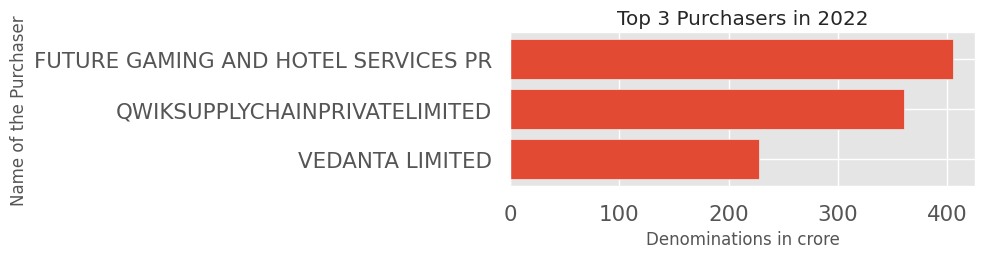 Top 3 Purchasers in 2022
Name of the Purchaser
FUTURE GAMING AND HOTEL SERVICES PR
QWIKSUPPLYCHAINPRIVATELIMITED
VEDANTA LIMITED
0 100 200 300 400
Denominations in crore